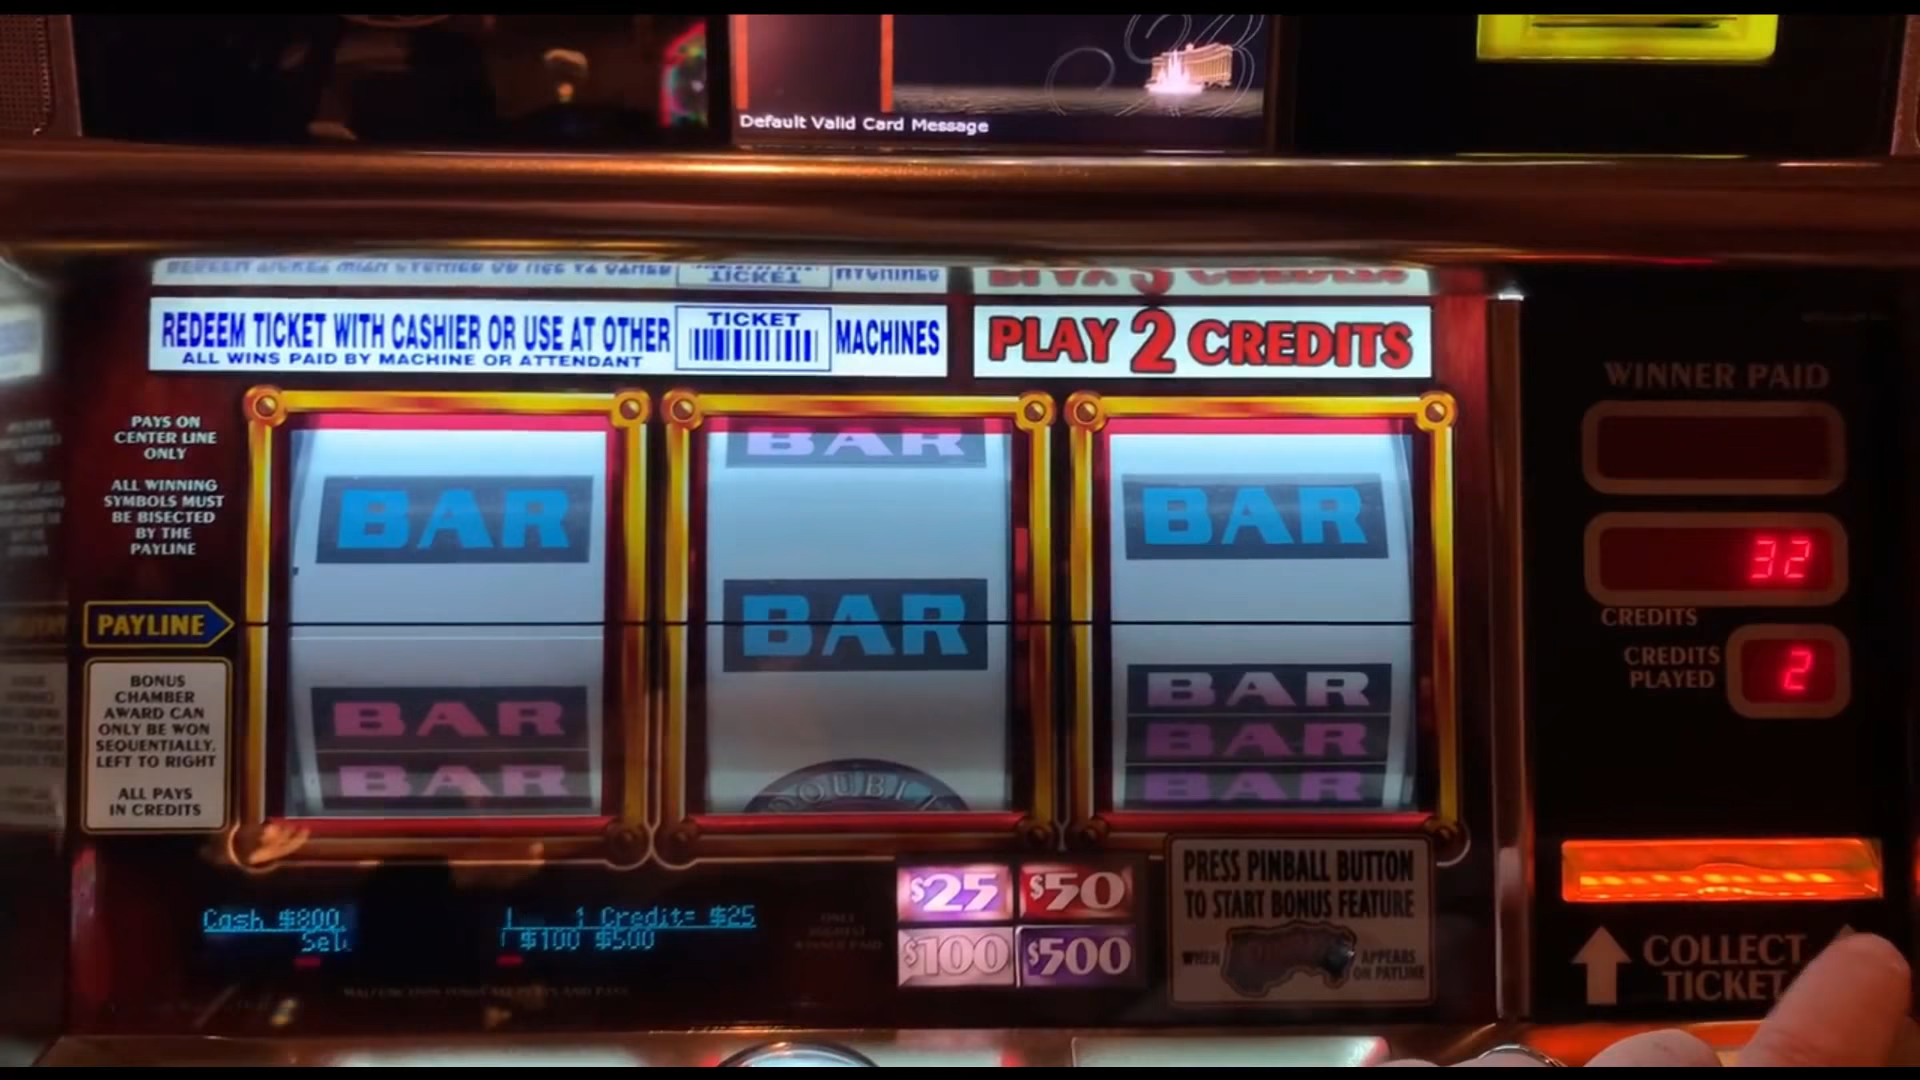 Default Valid Card Message
TICKET
REDEEM TICKET WITH CASHIER OR USE AT OTHER
ALL WINS PAID BY MACHINE OR ATTENDANT
TICKET
MACHINES
PLAY 2 CREDITS
PAYS ON
CENTER LINE
ONLY
ALL WINNING
SYMBOLS MUST
BE BISECTED
BY THE
PAYLINE
PAYLINE
BONUS
CHAMBER
AWARD CAN
ONLY BE WON
SEQUENTIALLY,
LEFT TO RIGHT
ALL PAYS
IN CREDITS
BAR
BAR
BAR
BAR
BAR
DOUBLE
BAR
BAR
BAR
BAR
WINNER PAID
32
CREDITS
CREDITS
PLAYED
2
Cash $800
1 Credit= $25
$100 $500
$25
$50
$100
$500
PRESS PINBALL BUTTON
TO START BONUS FEATURE
WHEN
APPEARS
ON PAYLINE
COLLECT
TICKET